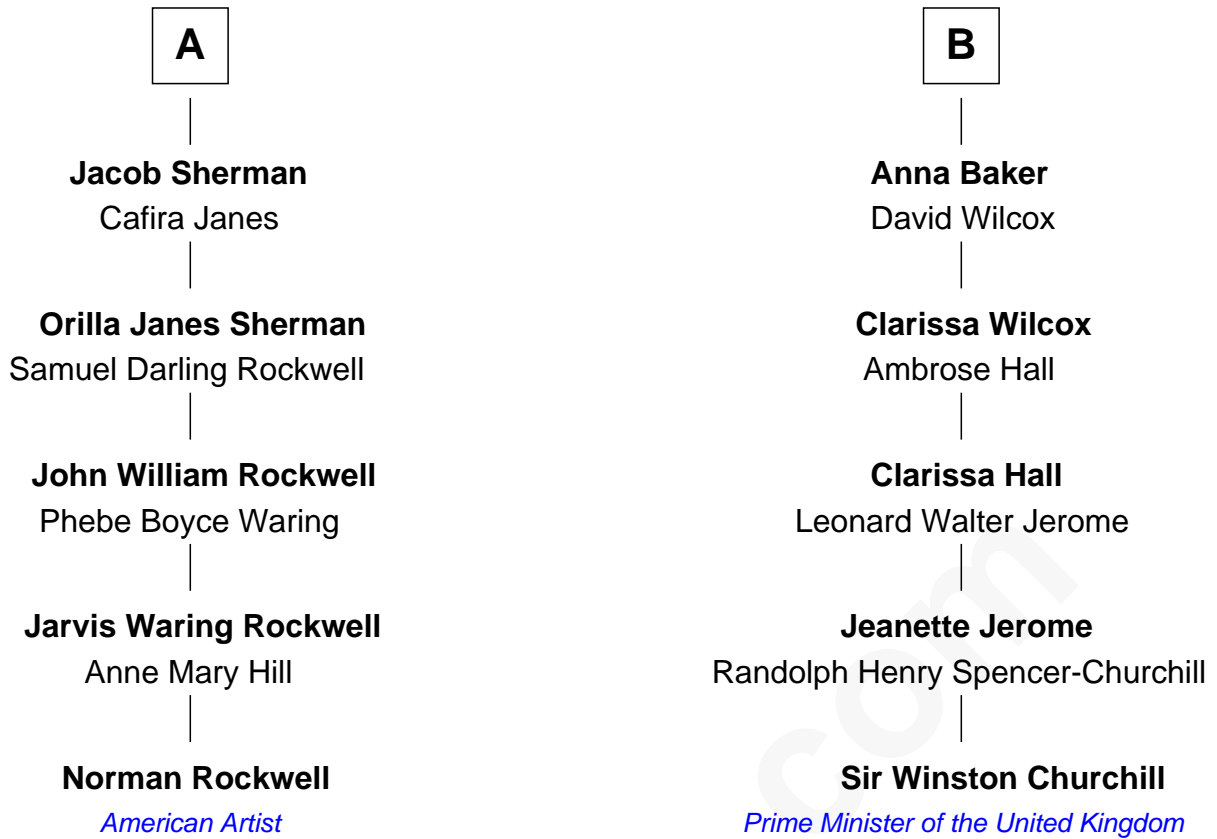 A
Jacob Sherman
Cafira Janes
Orilla Janes Sherman
Samuel Darling Rockwell
John William Rockwell
Phebe Boyce Waring
Jarvis Waring Rockwell
Anne Mary Hill
Norman Rockwell
American Artist
B
Anna Baker
David Wilcox
Clarissa Wilcox
Ambrose Hall
Clarissa Hall
Leonard Walter Jerome
Jeanette Jerome
Randolph Henry Spencer-Churchill
Sir Winston Churchill
Prime Minister of the United Kingdom
com